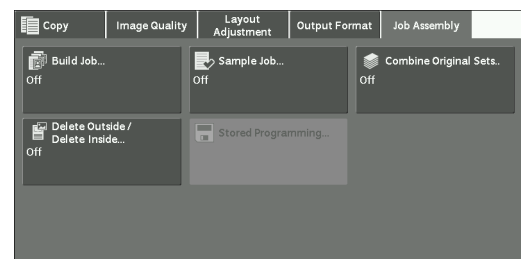 Copy
Image Quality
Layout
Adjustment
Output Format
Job Assembly
Build Job...
Off
Sample Job...
Off
Combine Original Sets..
Off
Delete Outside /
Delete Inside...
Off
Stored Programming...